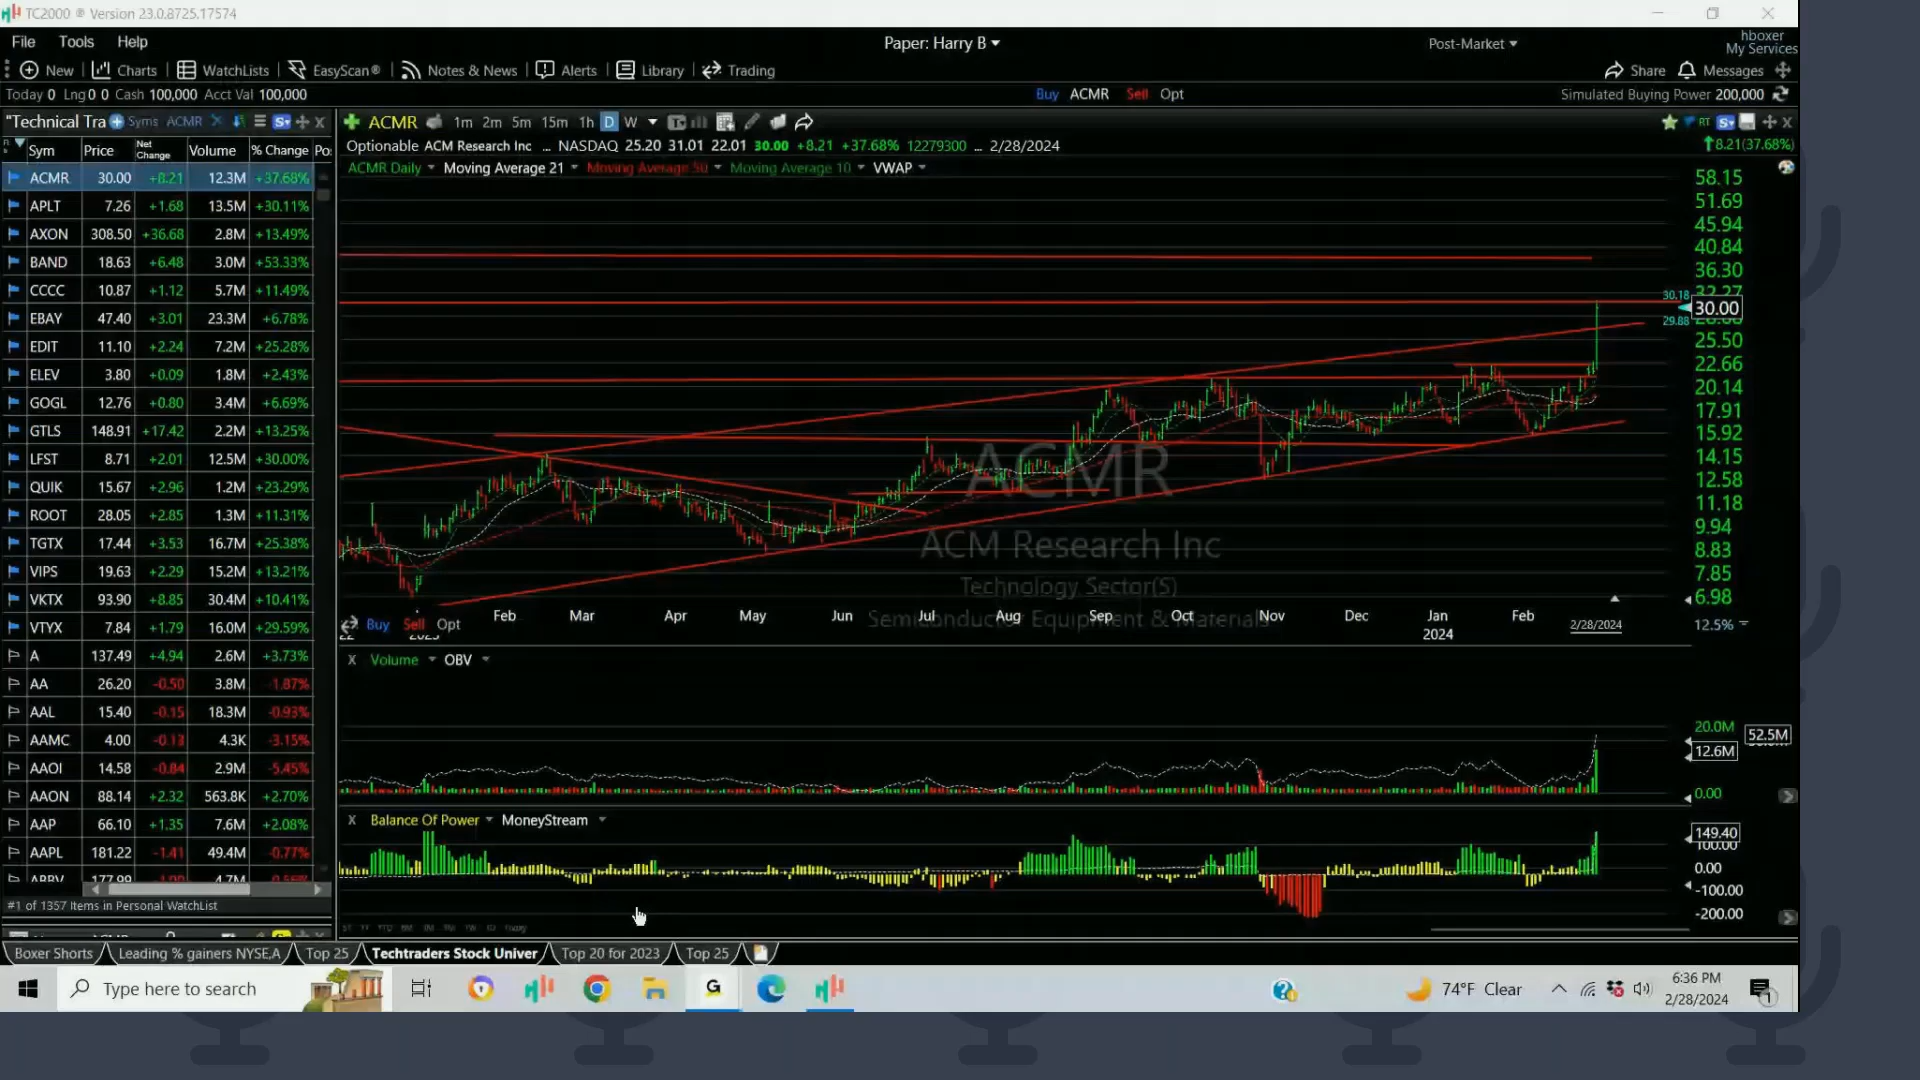 TC2000 ® Version 23.0.8725.17574
File Tools Help
Paper: Harry B
Post-Market
hboxer
My Services
New Charts WatchLists EasyScan® Notes & News Alerts Library Trading
Share Messages
Today 0 Lng0 0 Cash 100,000 Acct Val 100,000
Buy ACMR Sell Opt
Simulated Buying Power 200,000
"Technical Tra Syms ACMR
ACMR 1m 2m 5m 15m 1h D W
RT
Sym Price Net Change Volume % Change Po
Optionable ACM Research Inc ... NASDAQ 25.20 31.01 22.01 30.00 +8.21 +37.68% 12279300 ... 2/28/2024
8.21(37.68%)
ACMR Daily Moving Average 21 Moving Average 50 Moving Average 10 VWAP
ACMR 30.00 +8.21 12.3M +37.68%
APLT 7.26 +1.68 13.5M +30.11%
AXON 308.50 +36.68 2.8M +13.49%
BAND 18.63 +6.48 3.0M +53.33%
CCCC 10.87 +1.12 5.7M +11.49%
EBAY 47.40 +3.01 23.3M +6.78%
EDIT 11.10 +2.24 7.2M +25.28%
ELEV 3.80 +0.09 1.8M +2.43%
GOGL 12.76 +0.80 3.4M +6.69%
GTLS 148.91 +17.42 2.2M +13.25%
LFST 8.71 +2.01 12.5M +30.00%
QUIK 15.67 +2.96 1.2M +23.29%
ROOT 28.05 +2.85 1.3M +11.31%
TGTX 17.44 +3.53 16.7M +25.38%
VIPS 19.63 +2.29 15.2M +13.21%
VKTX 93.90 +8.85 30.4M +10.41%
VTYX 7.84 +1.79 16.0M +29.59%
A 137.49 +4.94 2.6M +3.73%
AA 26.20 -0.50 3.8M -1.87%
AAL 15.40 -0.15 18.3M -0.93%
AAMC 4.00 -0.13 4.3K -3.15%
AAOI 14.58 -0.84 2.9M -5.45%
AAON 88.14 +2.32 563.8K +2.70%
AAP 66.10 +1.35 7.6M +2.08%
AAPL 181.22 -1.41 49.4M -0.77%
ABBV 177.99 -1.00 4.7M -0.56%
#1 of 1357 Items in Personal WatchList
58.15
51.69
45.94
40.84
36.30
32.27
30.18
30.00
29.88
25.50
22.66
20.14
17.91
15.92
14.15
12.58
11.18
9.94
8.83
7.85
6.98
12.5%
ACMR
ACM Research Inc
Technology Sector(S)
Semiconductor Equipment & Materials
Feb Mar Apr May Jun Jul Aug Sep Oct Nov Dec Jan Feb
2024
2/28/2024
Buy Sell Opt
X Volume OBV
20.0M
52.5M
12.6M
0.00
X Balance Of Power MoneyStream
149.40
100.00
0.00
-100.00
-200.00
Boxer Shorts Leading % gainers NYSE,A Top 25 Techtraders Stock Univer Top 20 for 2023 Top 25
Type here to search
G
74°F Clear
6:36 PM
2/28/2024
1